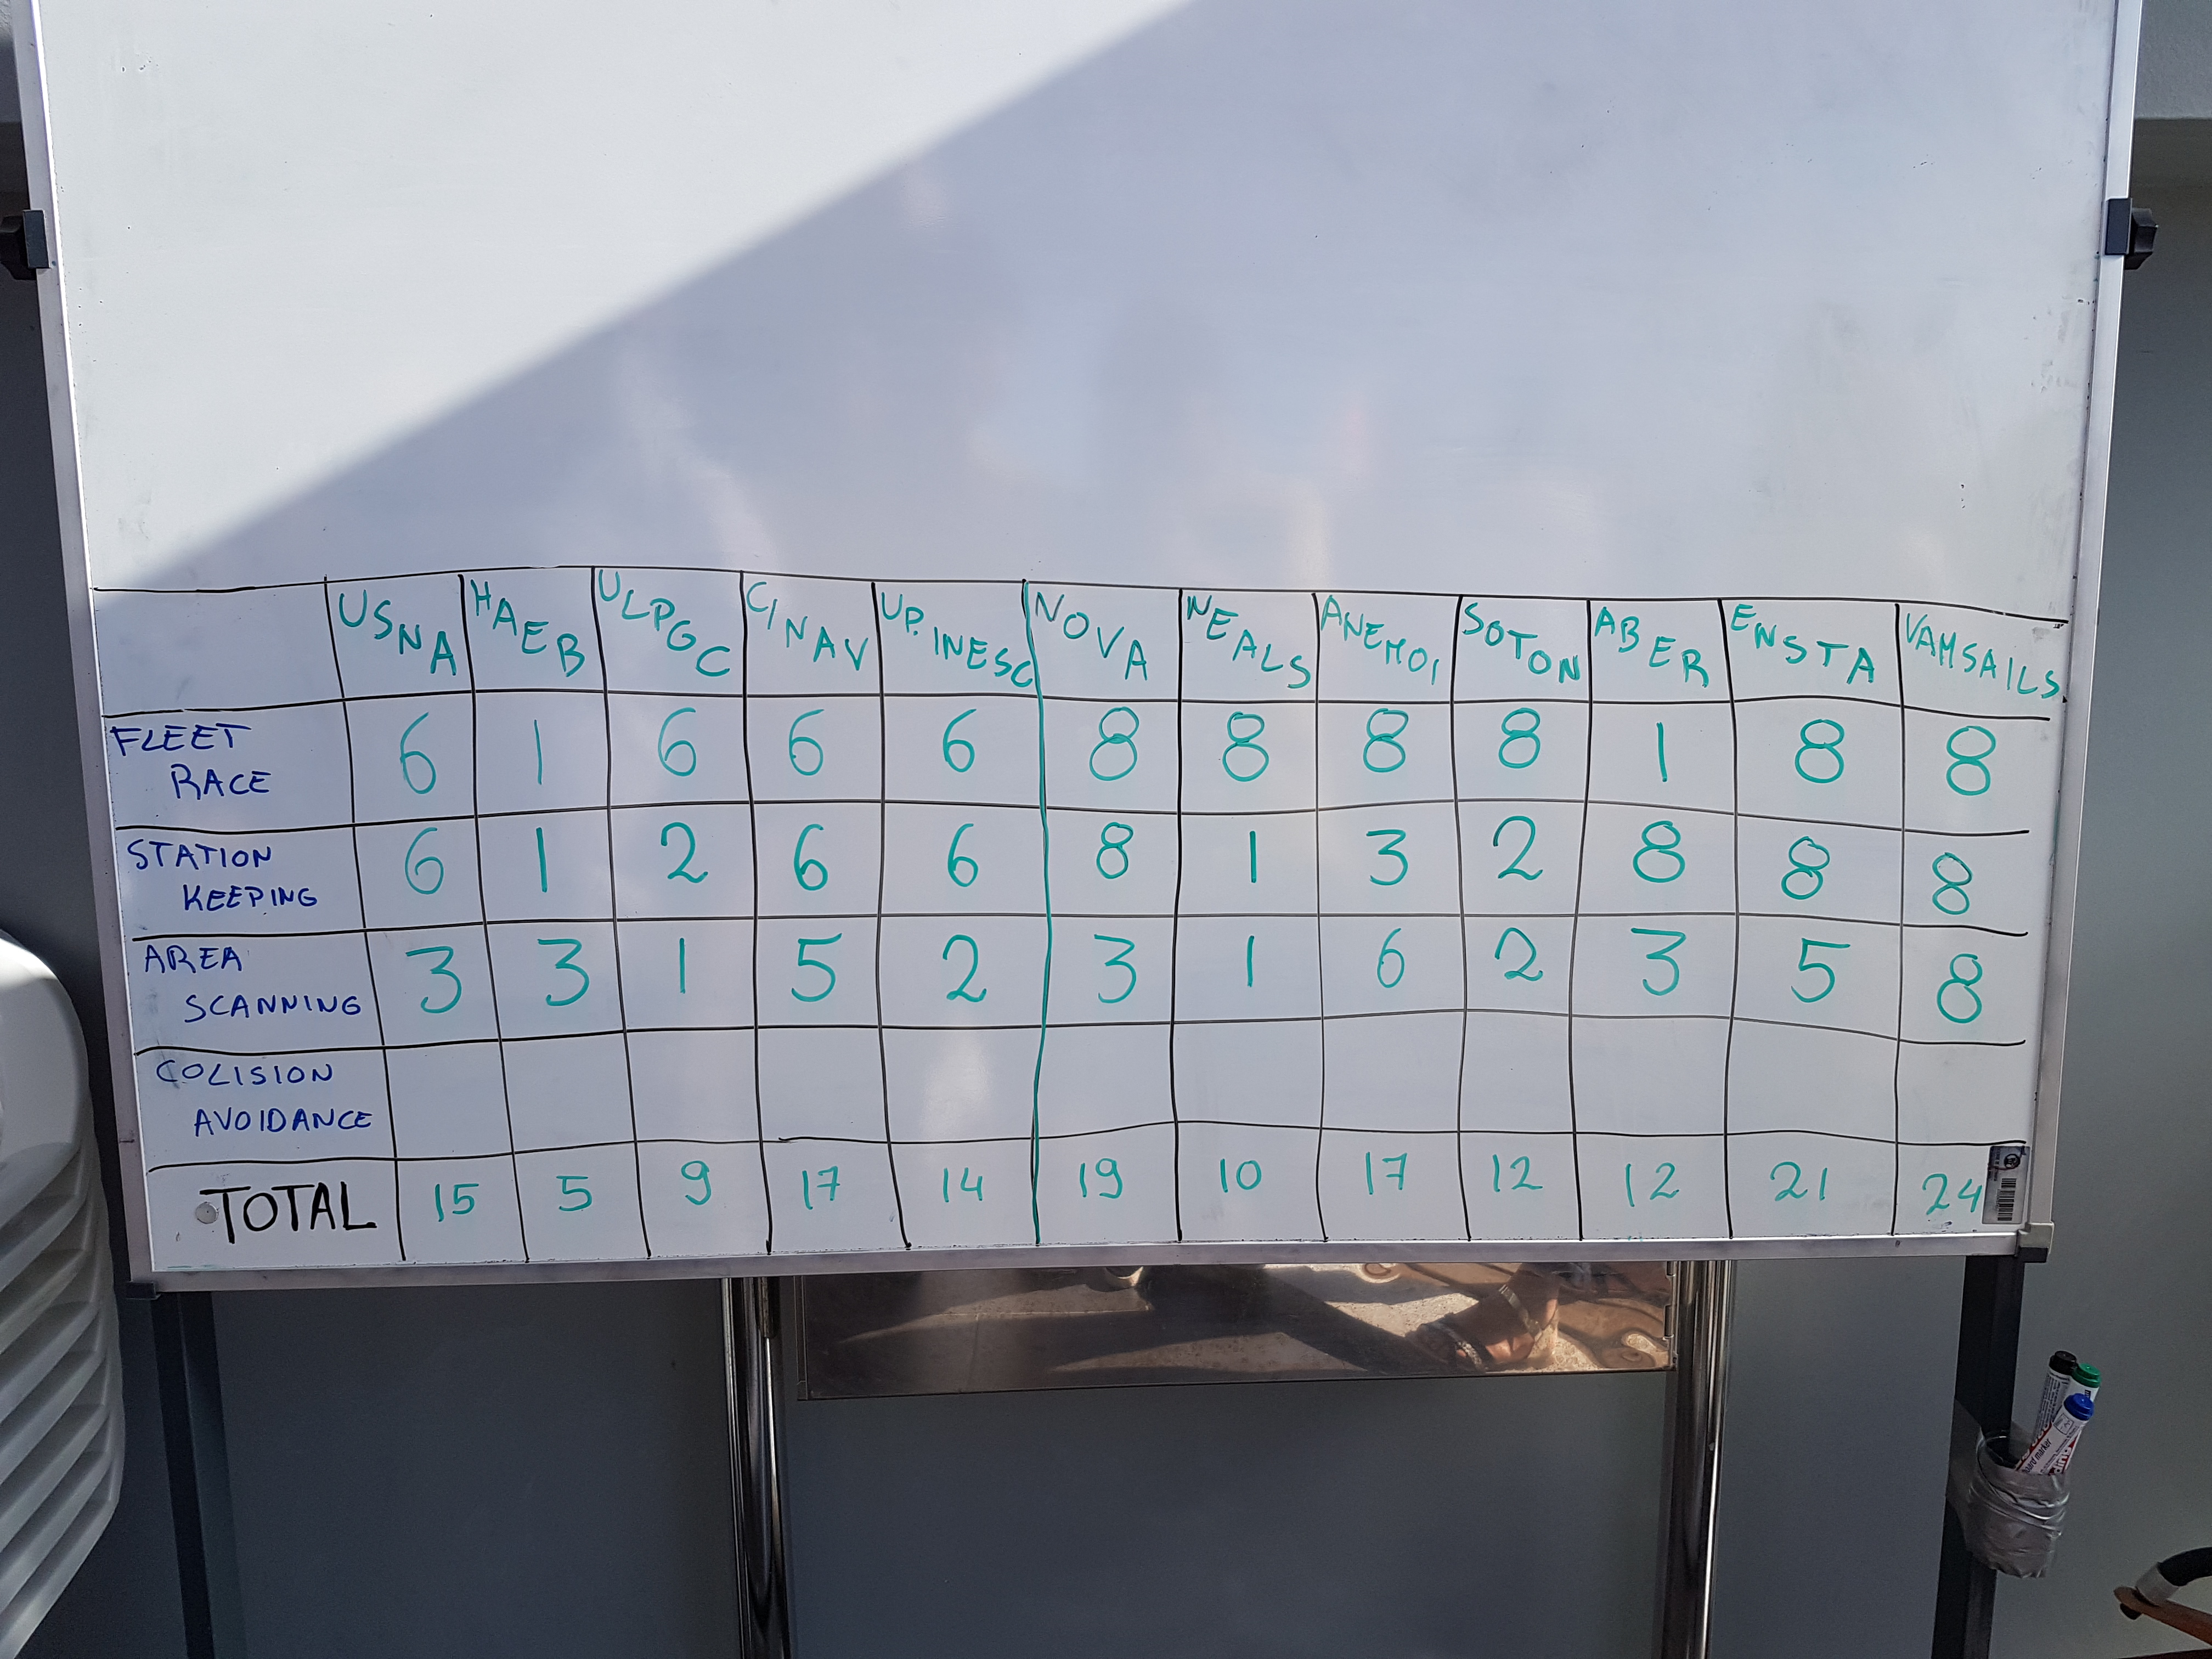 USNA HAEB ULPGC CINAV UP.INESC NOVA NEALS ANEMOI SOTON ABER ENSTA VAMSAILS
FLEET
RACE 6 1 6 6 6 8 8 8 8 1 8 8
STATION
KEEPING 6 1 2 6 6 8 1 3 2 8 8 8
AREA
SCANNING 3 3 1 5 2 3 1 6 2 3 5 8
COLISION
AVOIDANCE
TOTAL 15 5 9 17 14 19 10 17 12 12 21 24